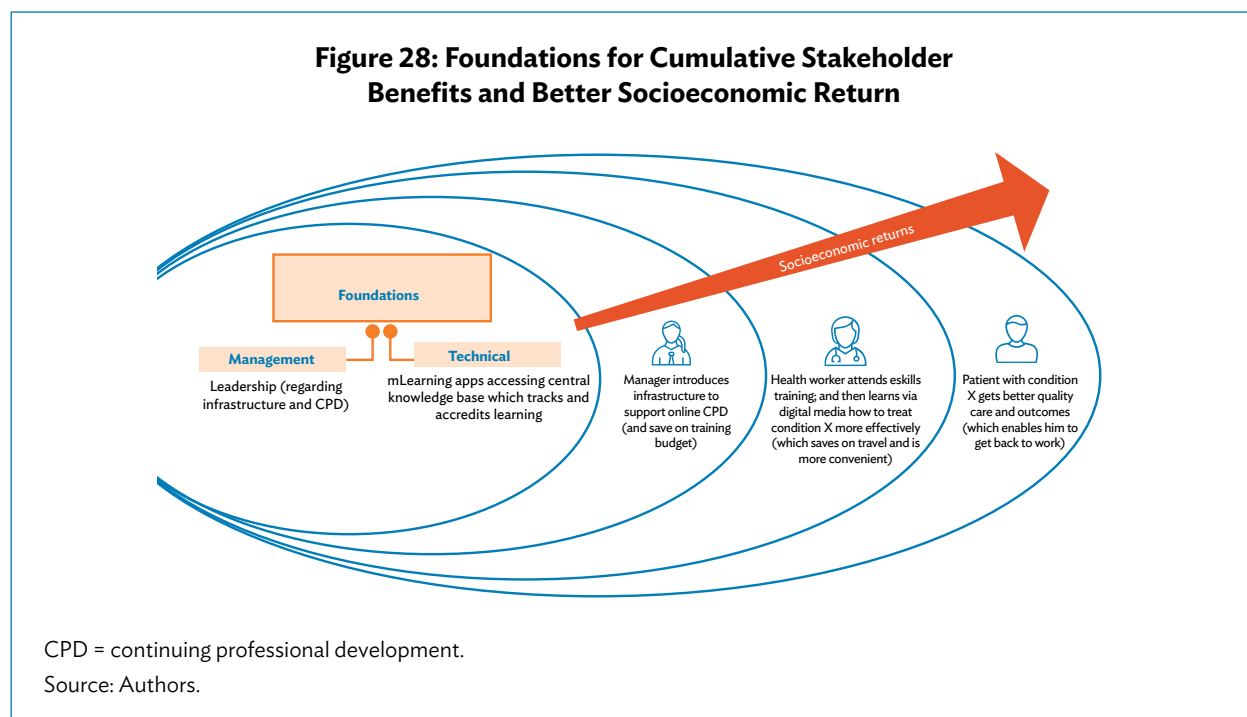 Figure 28: Foundations for Cumulative Stakeholder
Benefits and Better Socioeconomic Return
Socioeconomic returns
Foundations
Management
Leadership (regarding
infrastructure and CPD)
Technical
mLearning apps accessing central
knowledge base which tracks and
accredits learning
Manager introduces
infrastructure to
support online CPD
(and save on training
budget)
Health worker attends eskills
training; and then learns via
digital media how to treat
condition X more effectively
(which saves on travel and is
more convenient)
Patient with condition
X gets better quality
care and outcomes
(which enables him to
get back to work)
CPD = continuing professional development.
Source: Authors.